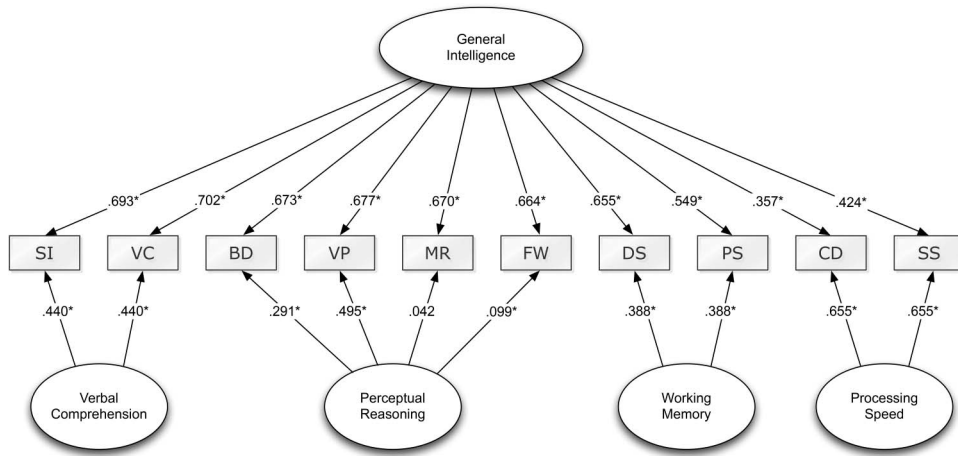 General
Intelligence
.693* .702* .673* .677* .670* .664* .655* .549* .357* .424*
SI VC BD VP MR FW DS PS CD SS
.440* .440* .291* .495* .042 .099* .388* .388* .655* .655*
Verbal
Comprehension
Perceptual
Reasoning
Working
Memory
Processing
Speed